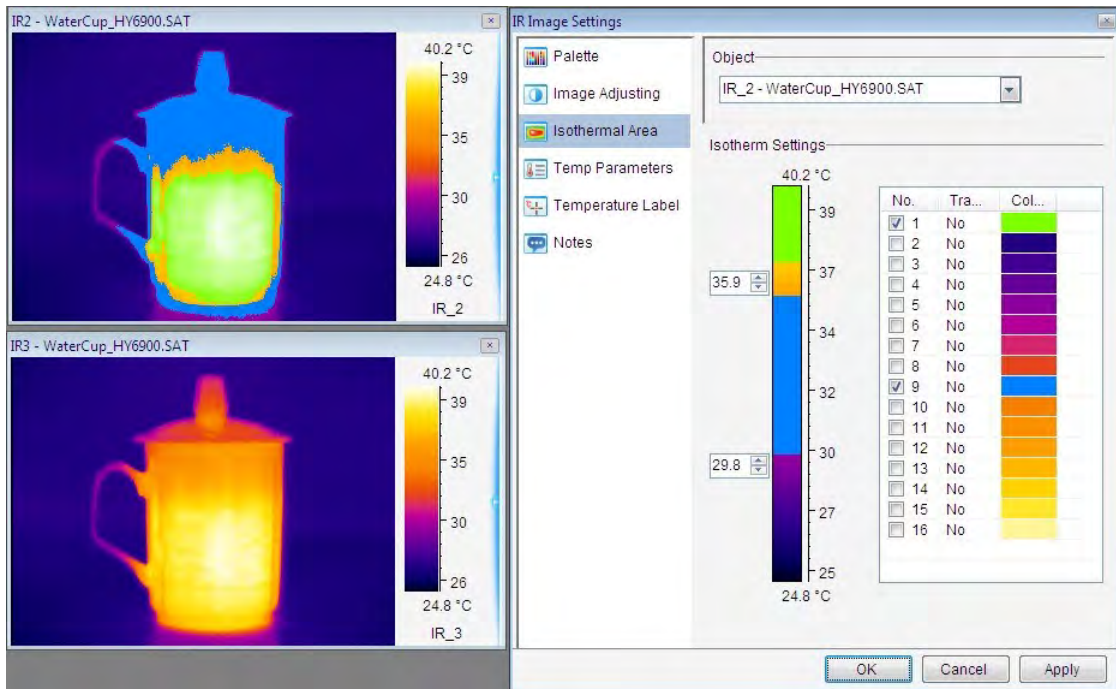 IR2 - WaterCup_HY6900.SAT
40.2 °C
39
35
30
26
24.8 °C
IR_2
IR3 - WaterCup_HY6900.SAT
40.2 °C
39
35
30
26
24.8 °C
IR_3
IR Image Settings
Palette
Image Adjusting
Isothermal Area
Temp Parameters
Temperature Label
Notes
Object
IR_2 - WaterCup_HY6900.SAT
Isotherm Settings
40.2 °C
39
37
35.9
34
32
30
29.8
27
25
24.8 °C
No. Tra... Col...
1 No
2 No
3 No
4 No
5 No
6 No
7 No
8 No
9 No
10 No
11 No
12 No
13 No
14 No
15 No
16 No
OK Cancel Apply